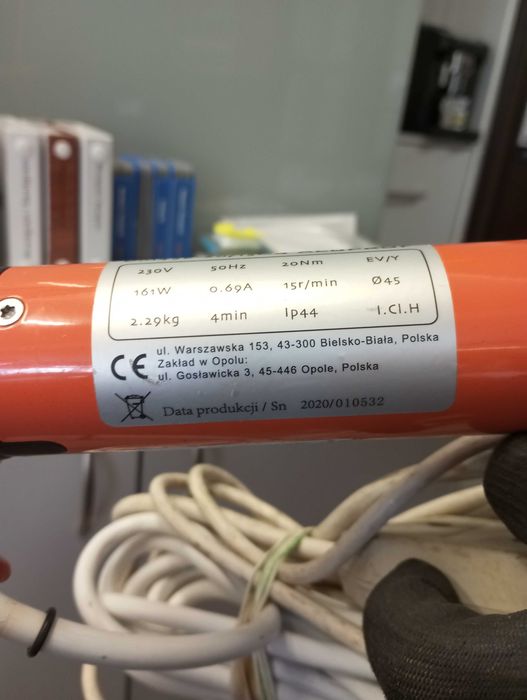 230V 50Hz 20Nm EV/Y
161W 0.69A 15r/min Ø45
2.29kg 4min Ip44 I.Cl.H
CE ul. Warszawska 153, 43-300 Bielsko-Biała, Polska
Zakład w Opolu:
ul. Gosławicka 3, 45-446 Opole, Polska
Data produkcji / Sn 2020/010532